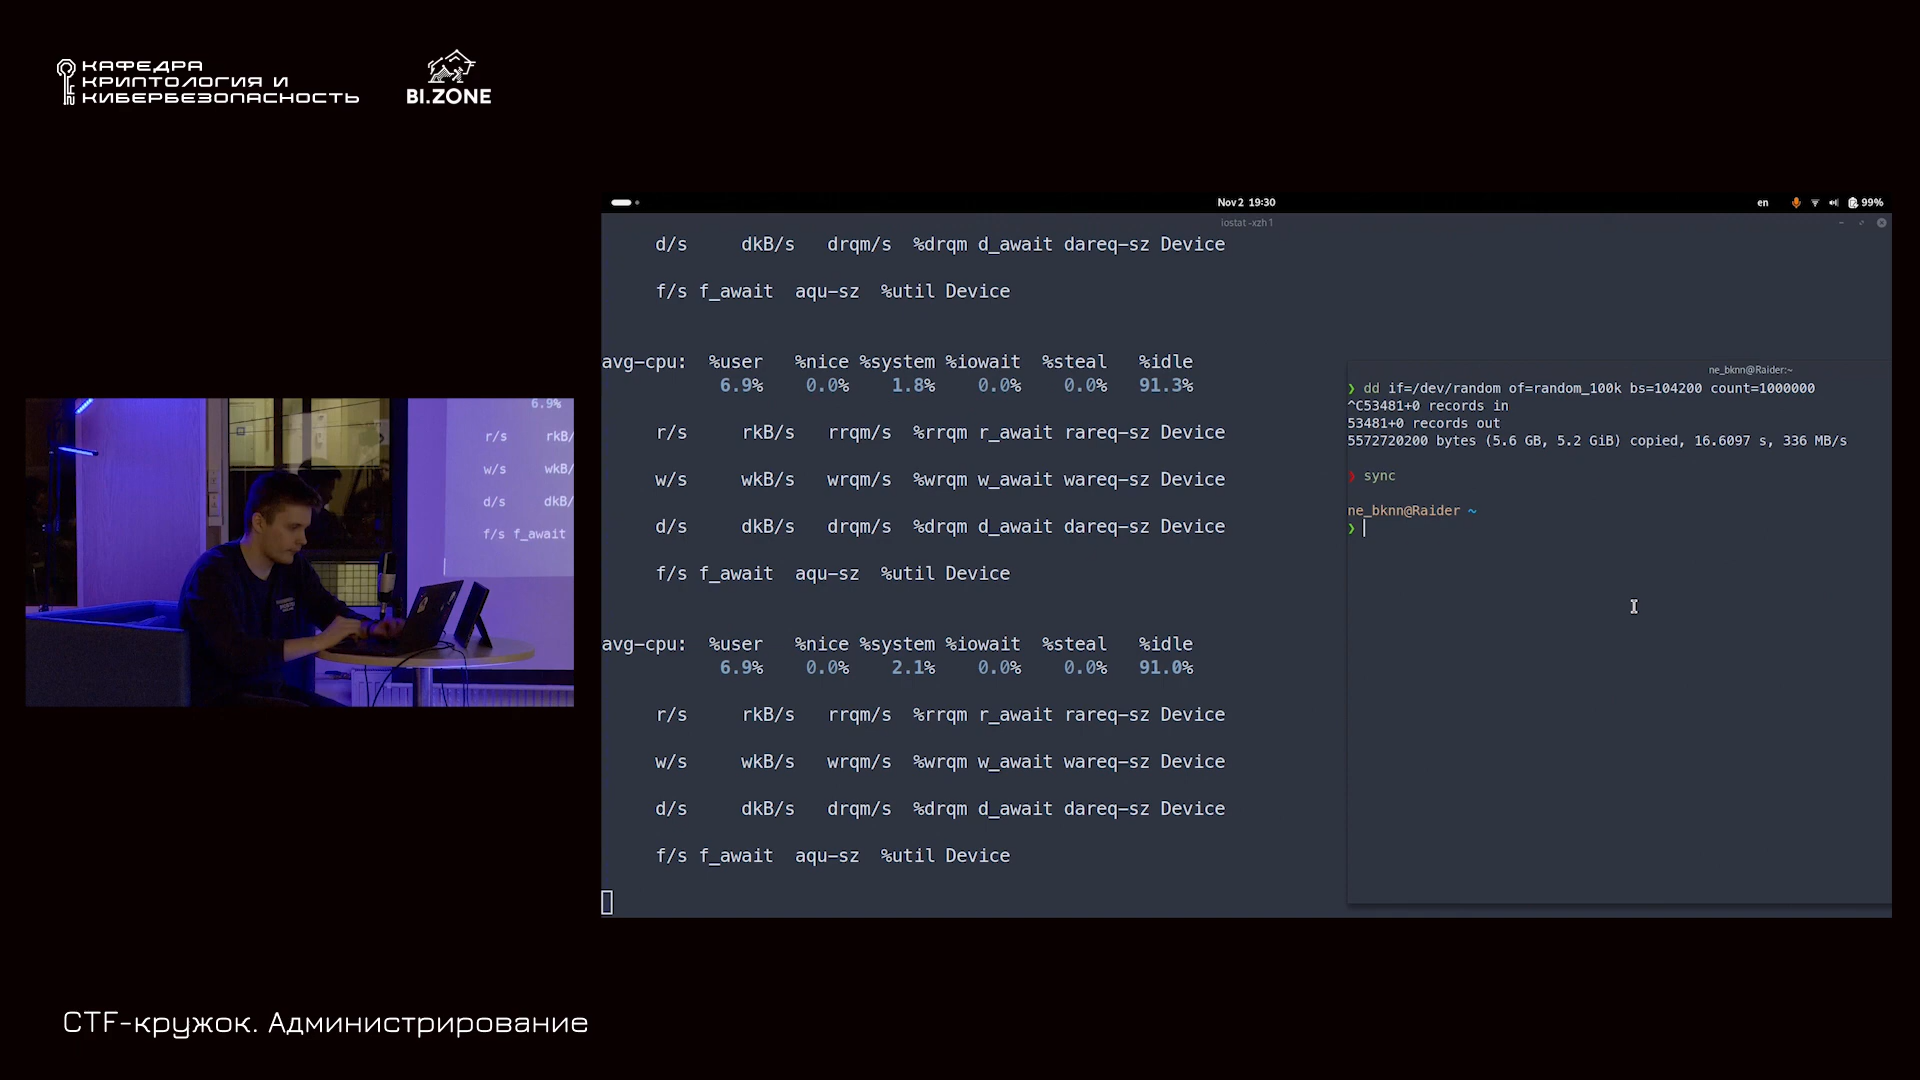 КАФЕДРА
КРИПТОЛОГИЯ И
КИБЕРБЕЗОПАСНОСТЬ
BI.ZONE
Nov 2 19:30
en
99%
iostat -xzh 1
d/s dkB/s drqm/s %drqm d_await dareq-sz Device
f/s f_await aqu-sz %util Device
avg-cpu: %user %nice %system %iowait %steal %idle
6.9% 0.0% 1.8% 0.0% 0.0% 91.3%
r/s rkB/s rrqm/s %rrqm r_await rareq-sz Device
w/s wkB/s wrqm/s %wrqm w_await wareq-sz Device
d/s dkB/s drqm/s %drqm d_await dareq-sz Device
f/s f_await aqu-sz %util Device
avg-cpu: %user %nice %system %iowait %steal %idle
6.9% 0.0% 2.1% 0.0% 0.0% 91.0%
r/s rkB/s rrqm/s %rrqm r_await rareq-sz Device
w/s wkB/s wrqm/s %wrqm w_await wareq-sz Device
d/s dkB/s drqm/s %drqm d_await dareq-sz Device
f/s f_await aqu-sz %util Device
ne_bknn@Raider:~
❯ dd if=/dev/random of=random_100k bs=104200 count=1000000
^C53481+0 records in
53481+0 records out
5572720200 bytes (5.6 GB, 5.2 GiB) copied, 16.6097 s, 336 MB/s
❯ sync
ne_bknn@Raider ~
❯
6.9%
r/s rkB/
w/s wkB/
d/s dkB/
f/s f_await
CTF-кружок. Администрирование